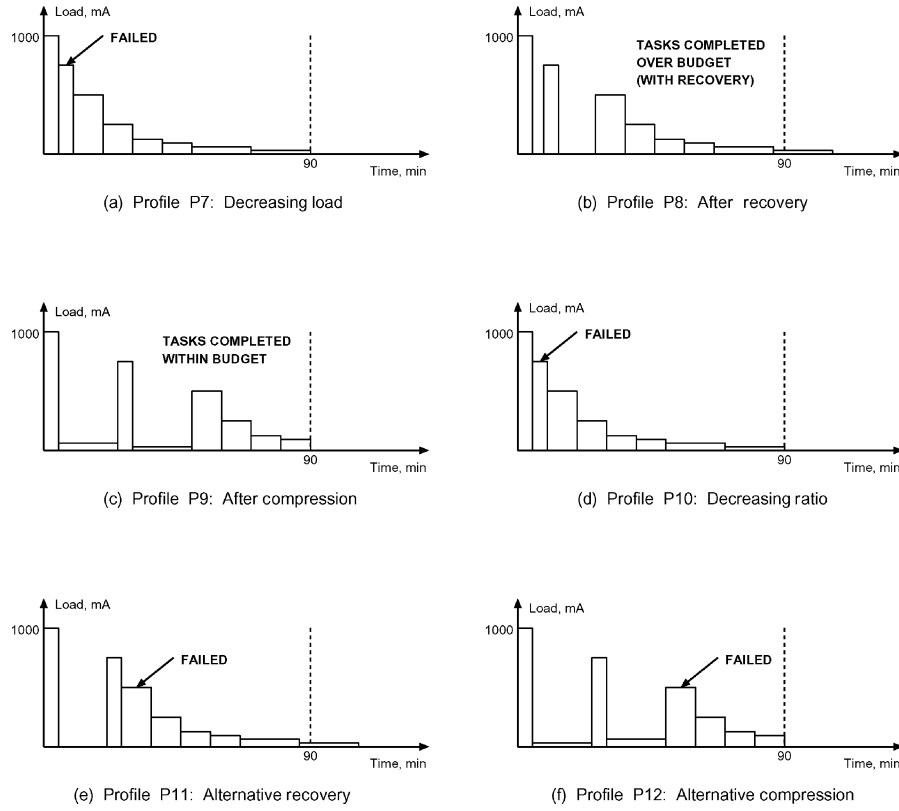 Load, mA
1000
FAILED
90
Time, min
(a) Profile P7: Decreasing load
Load, mA
1000
TASKS COMPLETED
OVER BUDGET
(WITH RECOVERY)
90
Time, min
(b) Profile P8: After recovery
Load, mA
1000
TASKS COMPLETED
WITHIN BUDGET
90
Time, min
(c) Profile P9: After compression
Load, mA
1000
FAILED
90
Time, min
(d) Profile P10: Decreasing ratio
Load, mA
1000
FAILED
90
Time, min
(e) Profile P11: Alternative recovery
Load, mA
1000
FAILED
90
Time, min
(f) Profile P12: Alternative compression